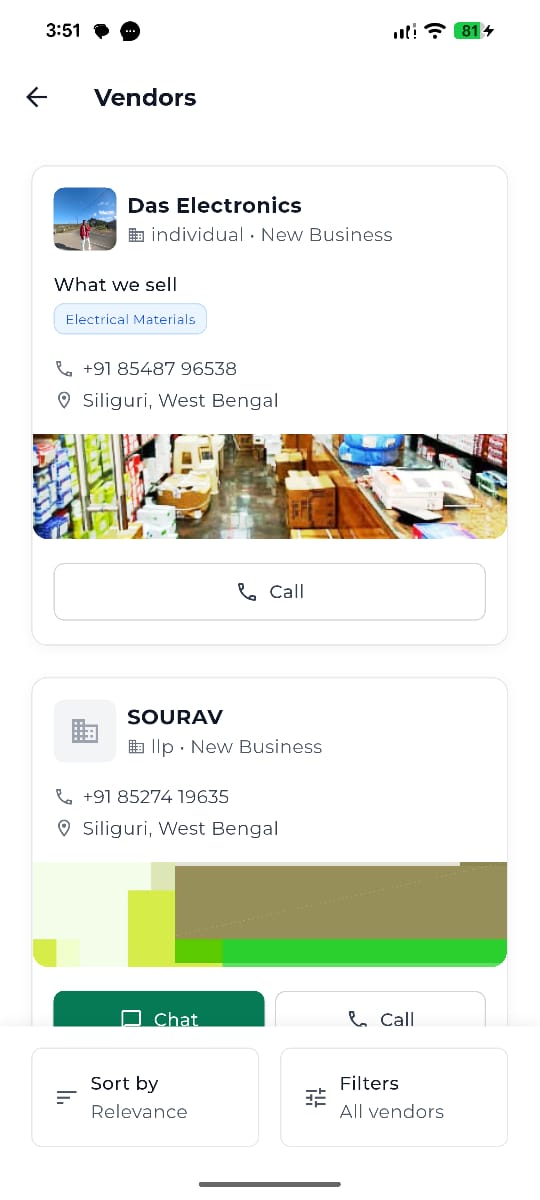 3:51
81
Vendors
Das Electronics
individual • New Business
What we sell
Electrical Materials
+91 85487 96538
Siliguri, West Bengal
Call
SOURAV
llp • New Business
+91 85274 19635
Siliguri, West Bengal
Chat
Call
Sort by
Relevance
Filters
All vendors